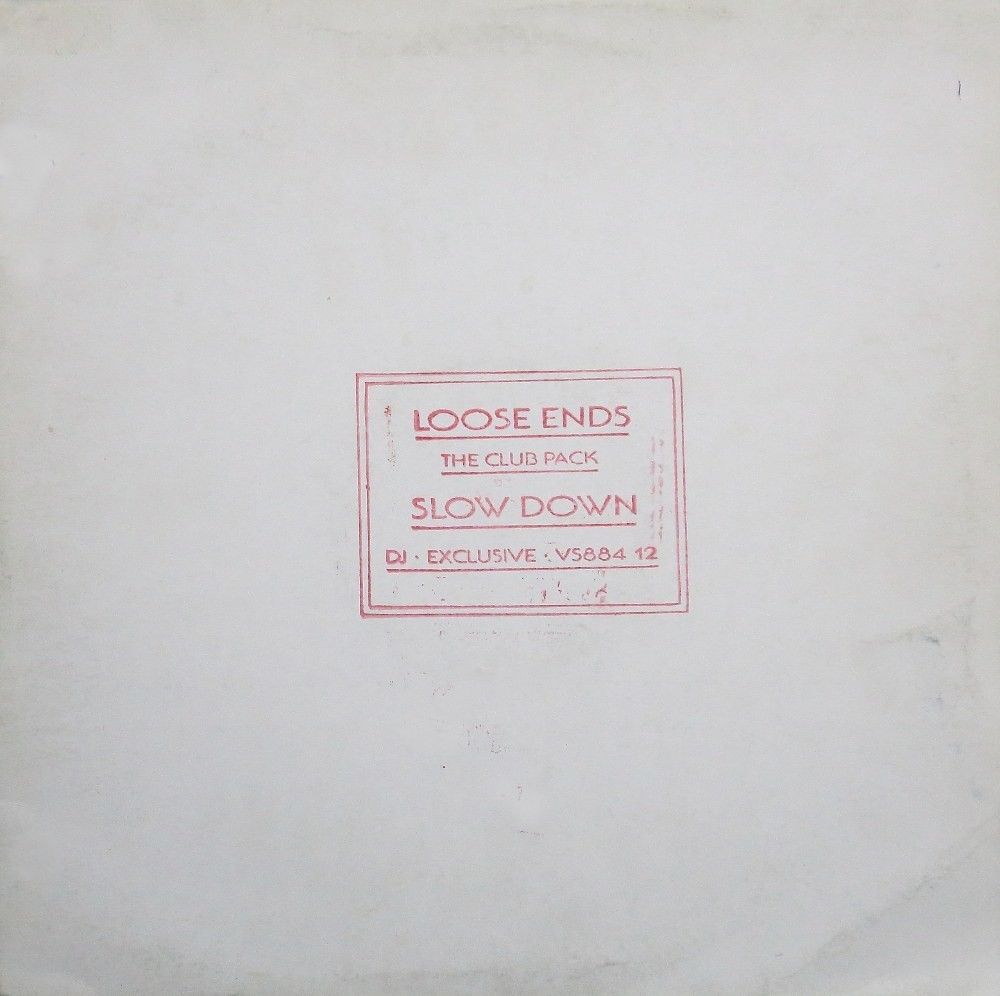 LOOSE ENDS
THE CLUB PACK
SLOW DOWN
DJ · EXCLUSIVE · VS884 12